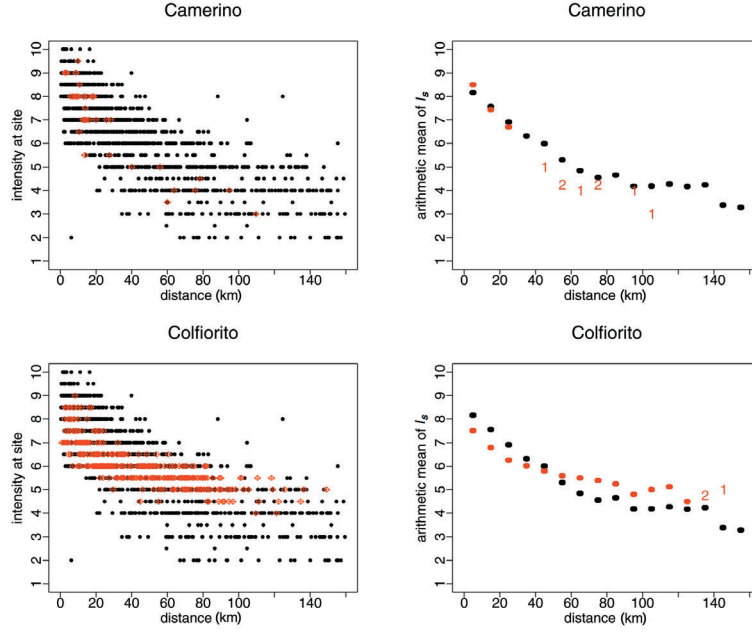 Camerino
10
9
8
7
6
5
4
3
2
1
intensity at site
0 20 40 60 80 100 140
distance (km)
Camerino
10
9
8
7
6
5
4
3
2
1
arithmetic mean of Is
1 2 1 2 1 1
0 20 40 60 80 100 140
distance (km)
Colfiorito
10
9
8
7
6
5
4
3
2
1
intensity at site
0 20 40 60 80 100 140
distance (km)
Colfiorito
10
9
8
7
6
5
4
3
2
1
arithmetic mean of Is
2 1
0 20 40 60 80 100 140
distance (km)